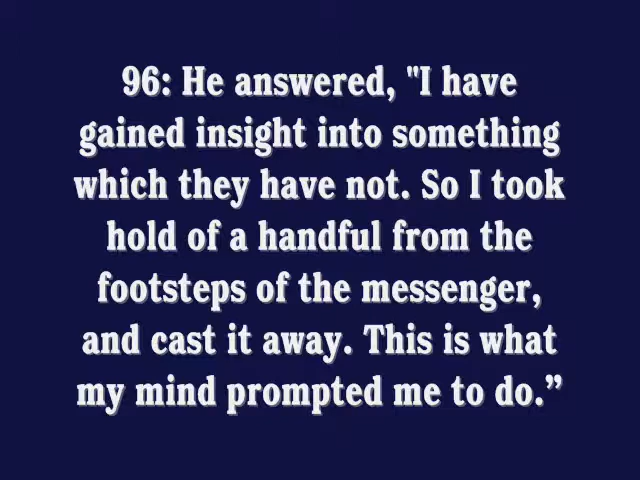 96: He answered, "I have
gained insight into something
which they have not. So I took
hold of a handful from the
footsteps of the messenger,
and cast it away. This is what
my mind prompted me to do.”